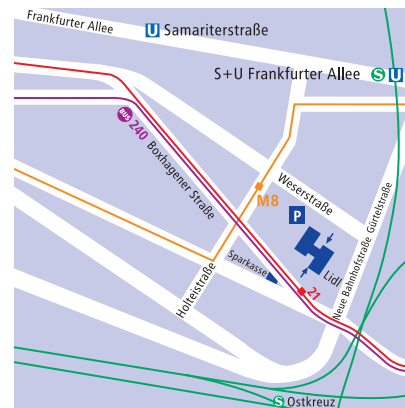 Frankfurter Allee
U Samariterstraße
S+U Frankfurter Allee S U
BUS 240
Boxhagener Straße
Weserstraße
M8
P
Neue Bahnhofstraße Gürtelstraße
Lidl
Sparkasse
21
Holteistraße
S Ostkreuz